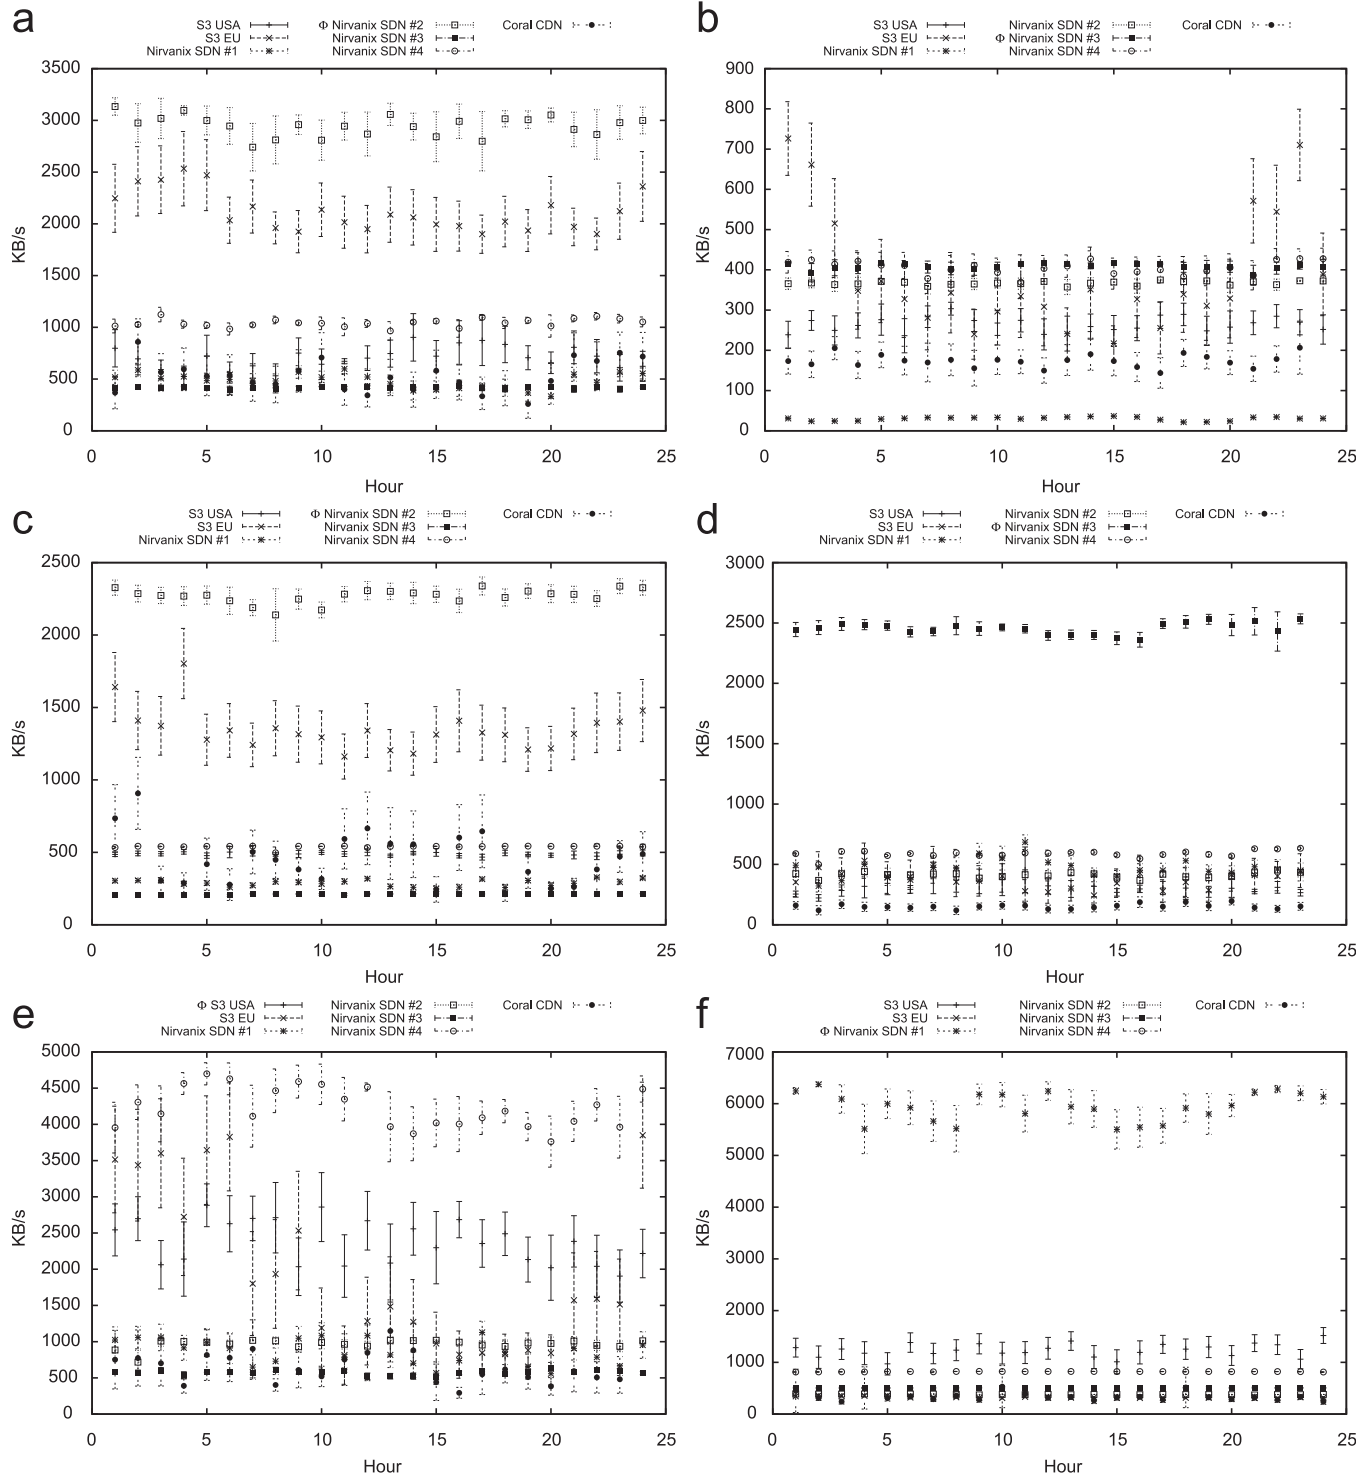 a
S3 USA
S3 EU
Nirvanix SDN #1
Φ Nirvanix SDN #2
Nirvanix SDN #3
Nirvanix SDN #4
Coral CDN
3500
3000
2500
2000
1500
1000
500
0
KB/s
0 5 10 15 20 25
Hour
b
S3 USA
S3 EU
Nirvanix SDN #1
Nirvanix SDN #2
Φ Nirvanix SDN #3
Nirvanix SDN #4
Coral CDN
900
800
700
600
500
400
300
200
100
0
KB/s
0 5 10 15 20 25
Hour
c
S3 USA
S3 EU
Nirvanix SDN #1
Φ Nirvanix SDN #2
Nirvanix SDN #3
Nirvanix SDN #4
Coral CDN
2500
2000
1500
1000
500
0
KB/s
0 5 10 15 20 25
Hour
d
S3 USA
S3 EU
Nirvanix SDN #1
Nirvanix SDN #2
Φ Nirvanix SDN #3
Nirvanix SDN #4
Coral CDN
3000
2500
2000
1500
1000
500
0
KB/s
0 5 10 15 20 25
Hour
e
Φ S3 USA
S3 EU
Nirvanix SDN #1
Nirvanix SDN #2
Nirvanix SDN #3
Nirvanix SDN #4
Coral CDN
5000
4500
4000
3500
3000
2500
2000
1500
1000
500
0
KB/s
0 5 10 15 20 25
Hour
f
S3 USA
S3 EU
Φ Nirvanix SDN #1
Nirvanix SDN #2
Nirvanix SDN #3
Nirvanix SDN #4
Coral CDN
7000
6000
5000
4000
3000
2000
1000
0
KB/s
0 5 10 15 20 25
Hour